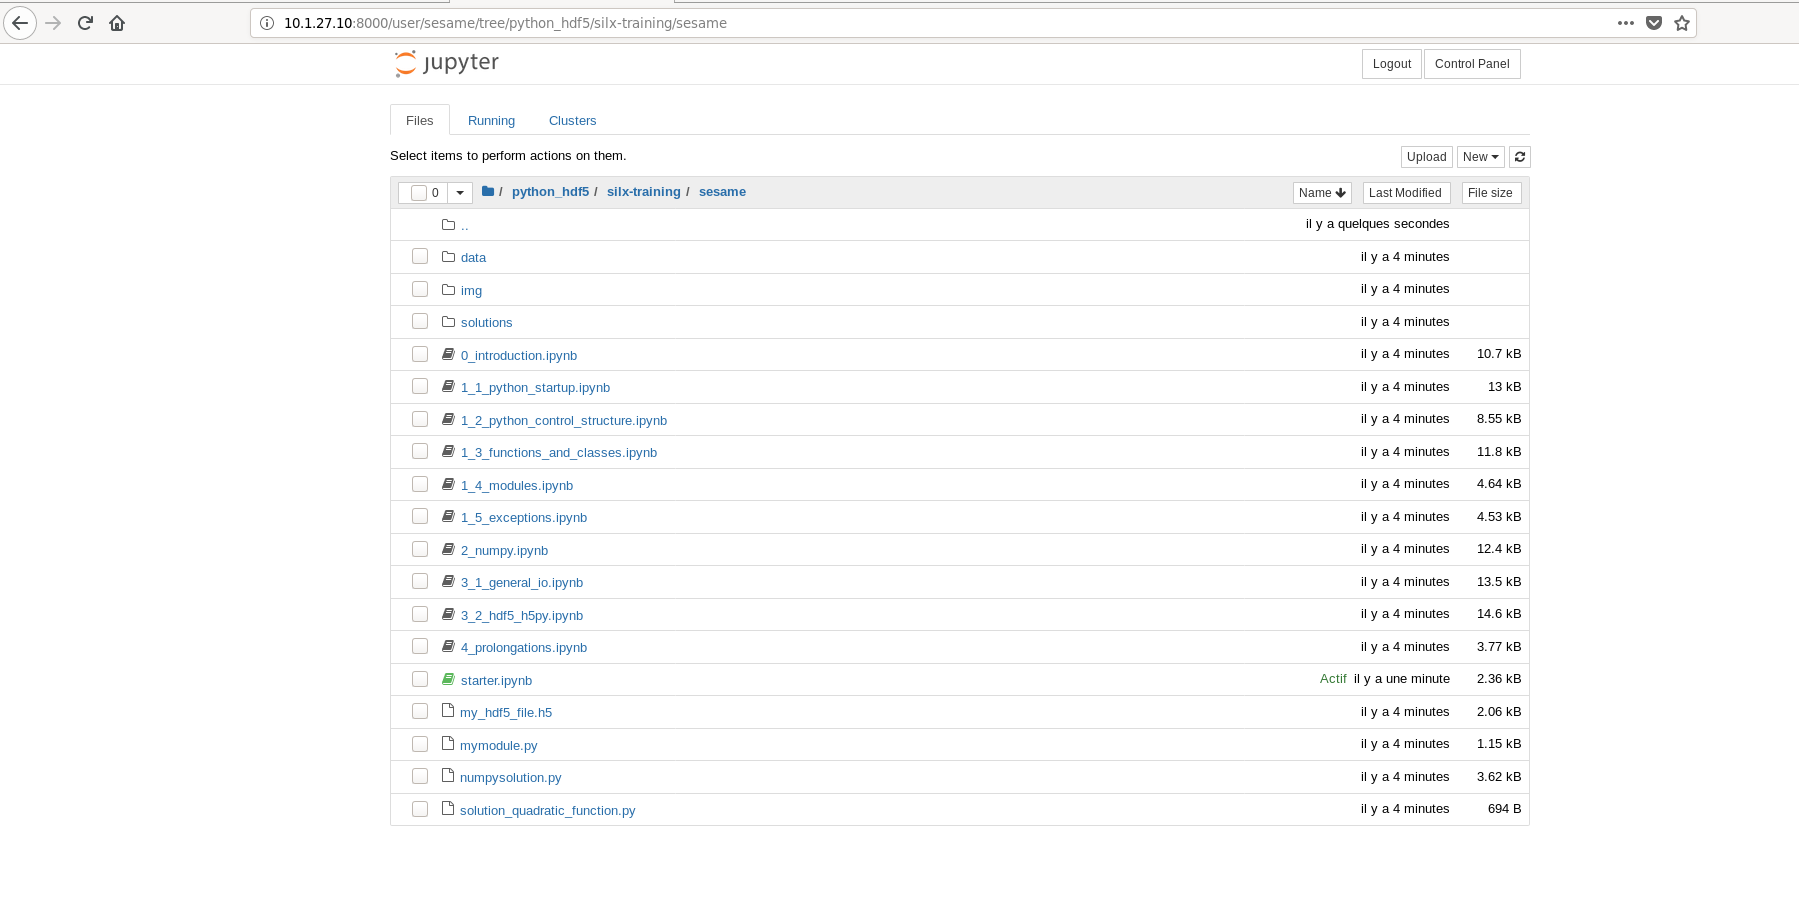 10.1.27.10:8000/user/sesame/tree/python_hdf5/silx-training/sesame
jupyter
Logout Control Panel
Files Running Clusters
Select items to perform actions on them.
Upload New
0 / python_hdf5 / silx-training / sesame Name Last Modified File size
.. il y a quelques secondes
data il y a 4 minutes
img il y a 4 minutes
solutions il y a 4 minutes
0_introduction.ipynb il y a 4 minutes 10.7 kB
1_1_python_startup.ipynb il y a 4 minutes 13 kB
1_2_python_control_structure.ipynb il y a 4 minutes 8.55 kB
1_3_functions_and_classes.ipynb il y a 4 minutes 11.8 kB
1_4_modules.ipynb il y a 4 minutes 4.64 kB
1_5_exceptions.ipynb il y a 4 minutes 4.53 kB
2_numpy.ipynb il y a 4 minutes 12.4 kB
3_1_general_io.ipynb il y a 4 minutes 13.5 kB
3_2_hdf5_h5py.ipynb il y a 4 minutes 14.6 kB
4_prolongations.ipynb il y a 4 minutes 3.77 kB
starter.ipynb Actif il y a une minute 2.36 kB
my_hdf5_file.h5 il y a 4 minutes 2.06 kB
mymodule.py il y a 4 minutes 1.15 kB
numpysolution.py il y a 4 minutes 3.62 kB
solution_quadratic_function.py il y a 4 minutes 694 B